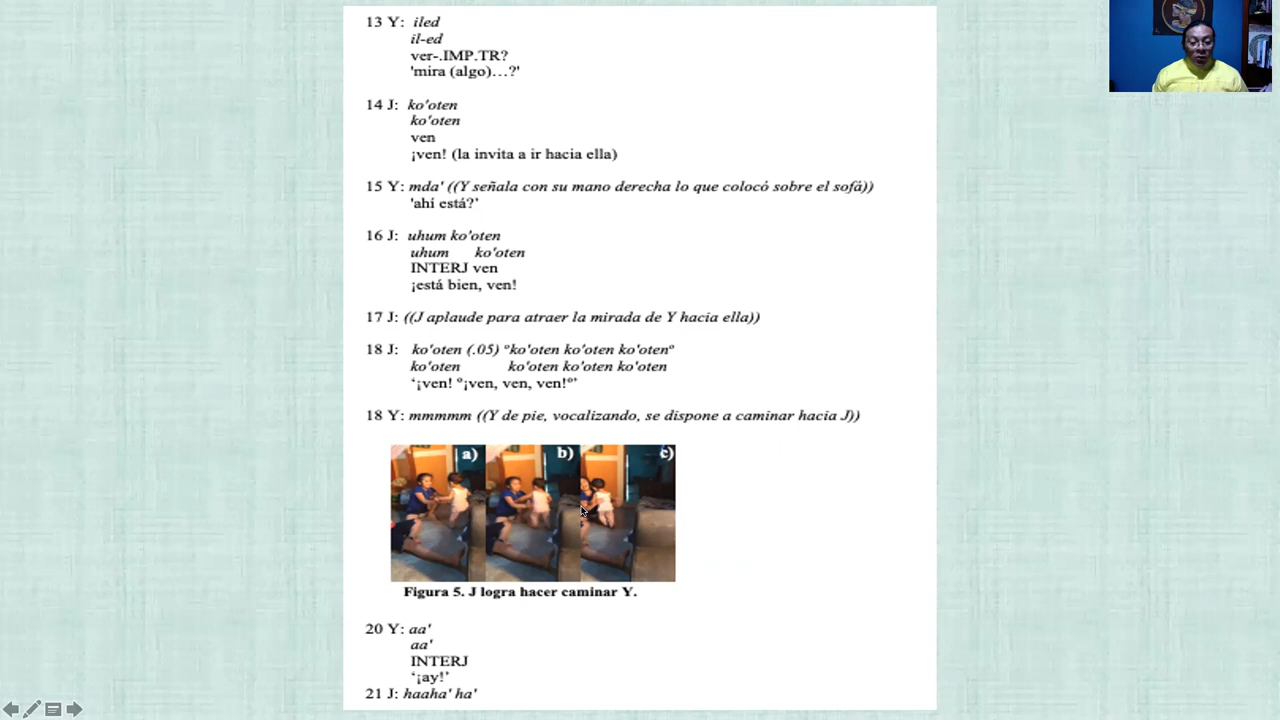 13 Y: iled
il-ed
ver-.IMP.TR?
'mira (algo)…?'
14 J: ko'oten
ko'oten
ven
¡ven! (la invita a ir hacia ella)
15 Y: mda' ((Y señala con su mano derecha lo que colocó sobre el sofá))
'ahí está?'
16 J: uhum ko'oten
uhum ko'oten
INTERJ ven
¡está bien, ven!
17 J: ((J aplaude para atraer la mirada de Y hacia ella))
18 J: ko'oten (.05) °ko'oten ko'oten ko'oten°
ko'oten ko'oten ko'oten ko'oten
‘¡ven! °¡ven, ven, ven!°’
18 Y: mmmmm ((Y de pie, vocalizando, se dispone a caminar hacia J))
a) b) c)
Figura 5. J logra hacer caminar Y.
20 Y: aa'
aa'
INTERJ
‘¡ay!’
21 J: haaha' ha'